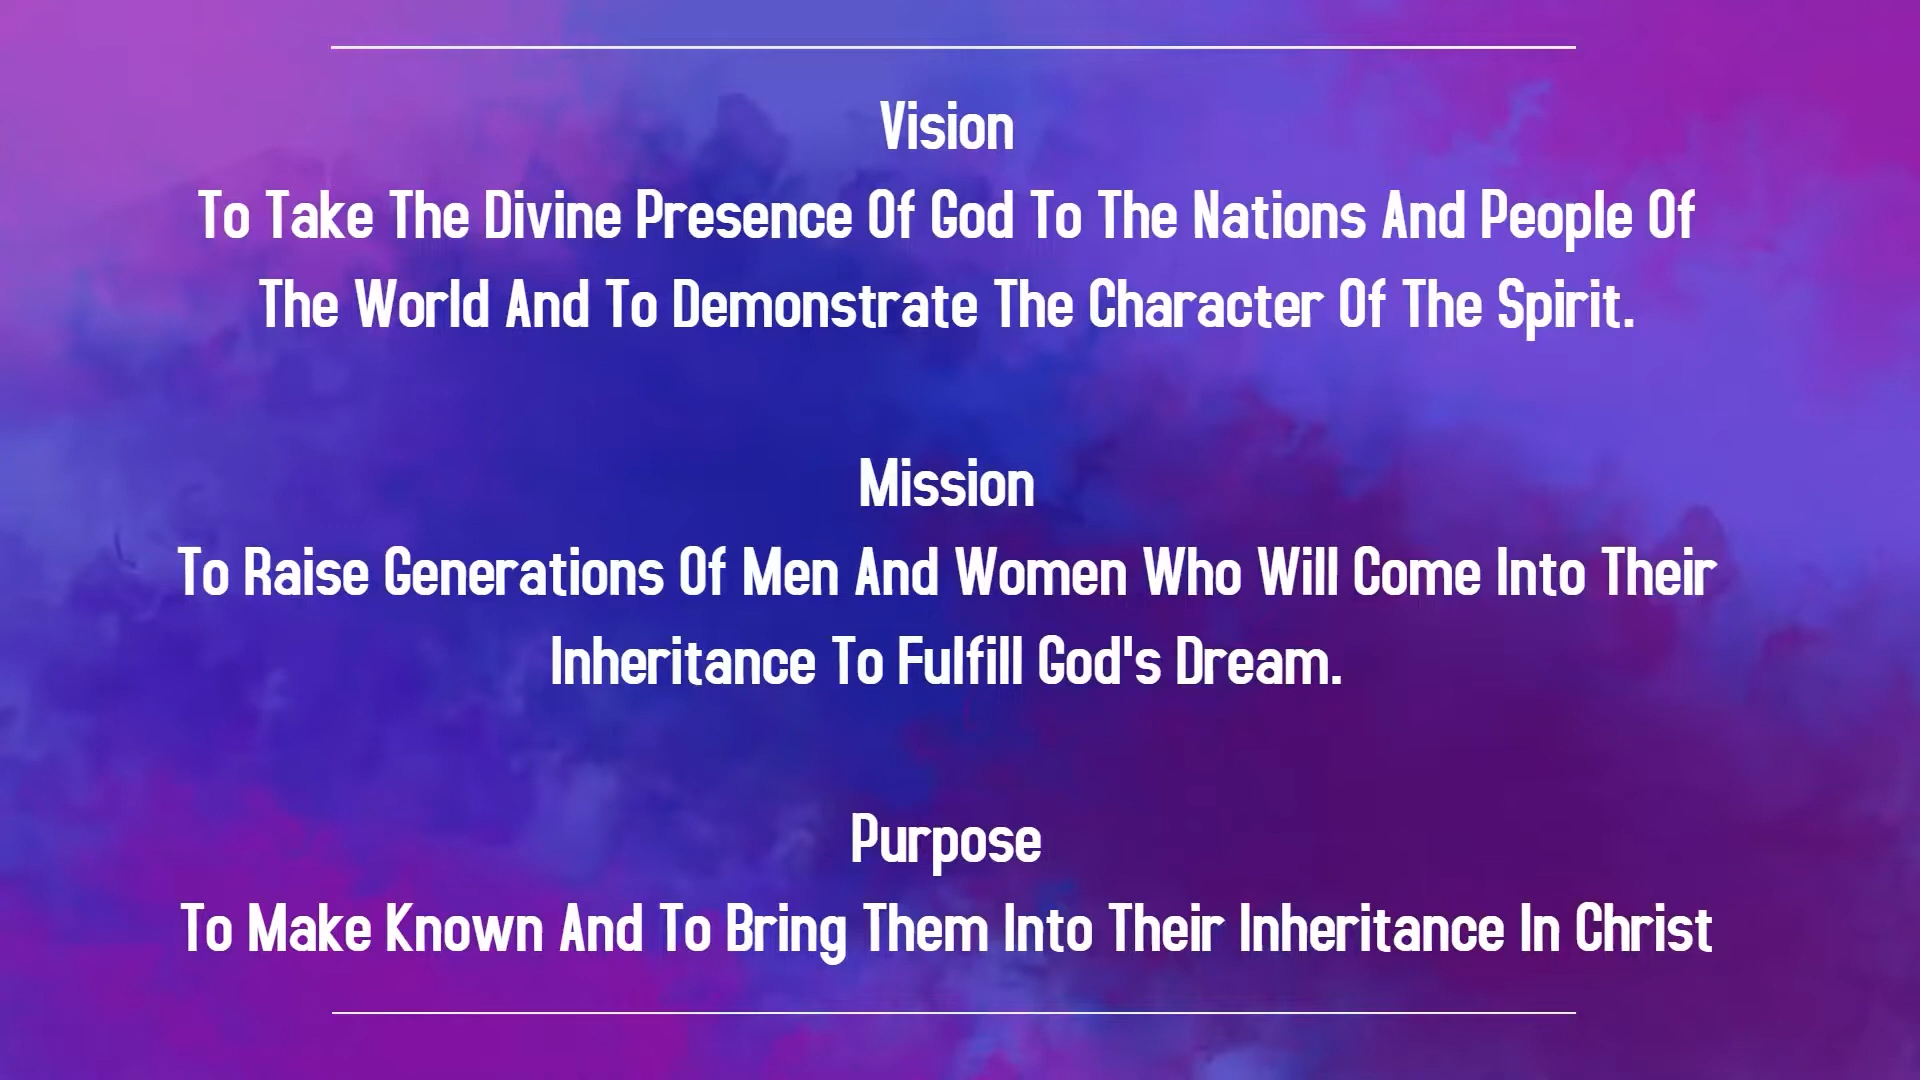 Vision
To Take The Divine Presence Of God To The Nations And People Of
The World And To Demonstrate The Character Of The Spirit.
Mission
To Raise Generations Of Men And Women Who Will Come Into Their
Inheritance To Fulfill God's Dream.
Purpose
To Make Known And To Bring Them Into Their Inheritance In Christ